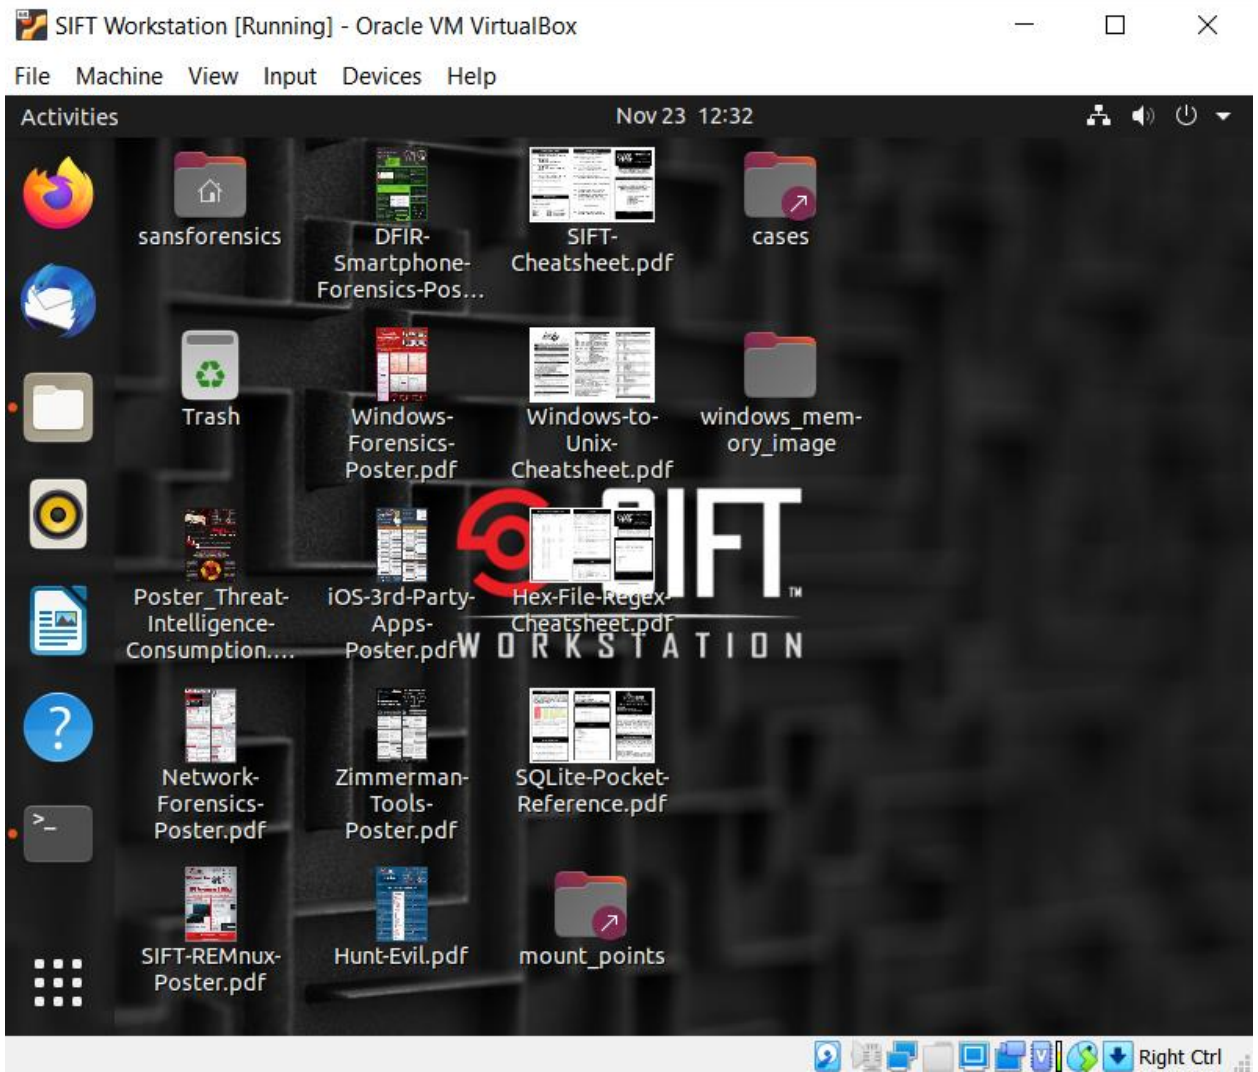 SIFT Workstation [Running] - Oracle VM VirtualBox
File Machine View Input Devices Help
Activities
Nov 23 12:32
sansforensics
DFIR-
Smartphone-
Forensics-Pos...
SIFT-
Cheatsheet.pdf
cases
Trash
Windows-
Forensics-
Poster.pdf
Windows-to-
Unix-
Cheatsheet.pdf
windows_mem-
ory_image
SIFT
TM
WORKSTATION
Poster_Threat-
Intelligence-
Consumption....
iOS-3rd-Party-
Apps-
Poster.pdf
Hex-File-Regex-
Cheatsheet.pdf
Network-
Forensics-
Poster.pdf
Zimmerman-
Tools-
Poster.pdf
SQLite-Pocket-
Reference.pdf
SIFT-REMnux-
Poster.pdf
Hunt-Evil.pdf
mount_points
Right Ctrl